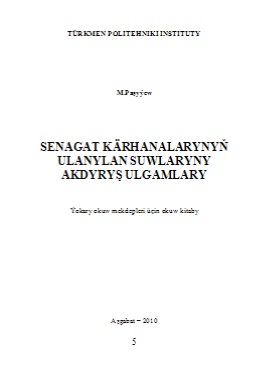 TÜRKMEN POLITEHNIKI INSTITUTY
M.Paşyýew
SENAGAT KÄRHANALARYNYŇ
ULANYLAN SUWLARYNY
AKDYRYŞ ULGAMLARY
Ýokary okuw mekdepleri üçin okuw kitaby
Aşgabat – 2010
5